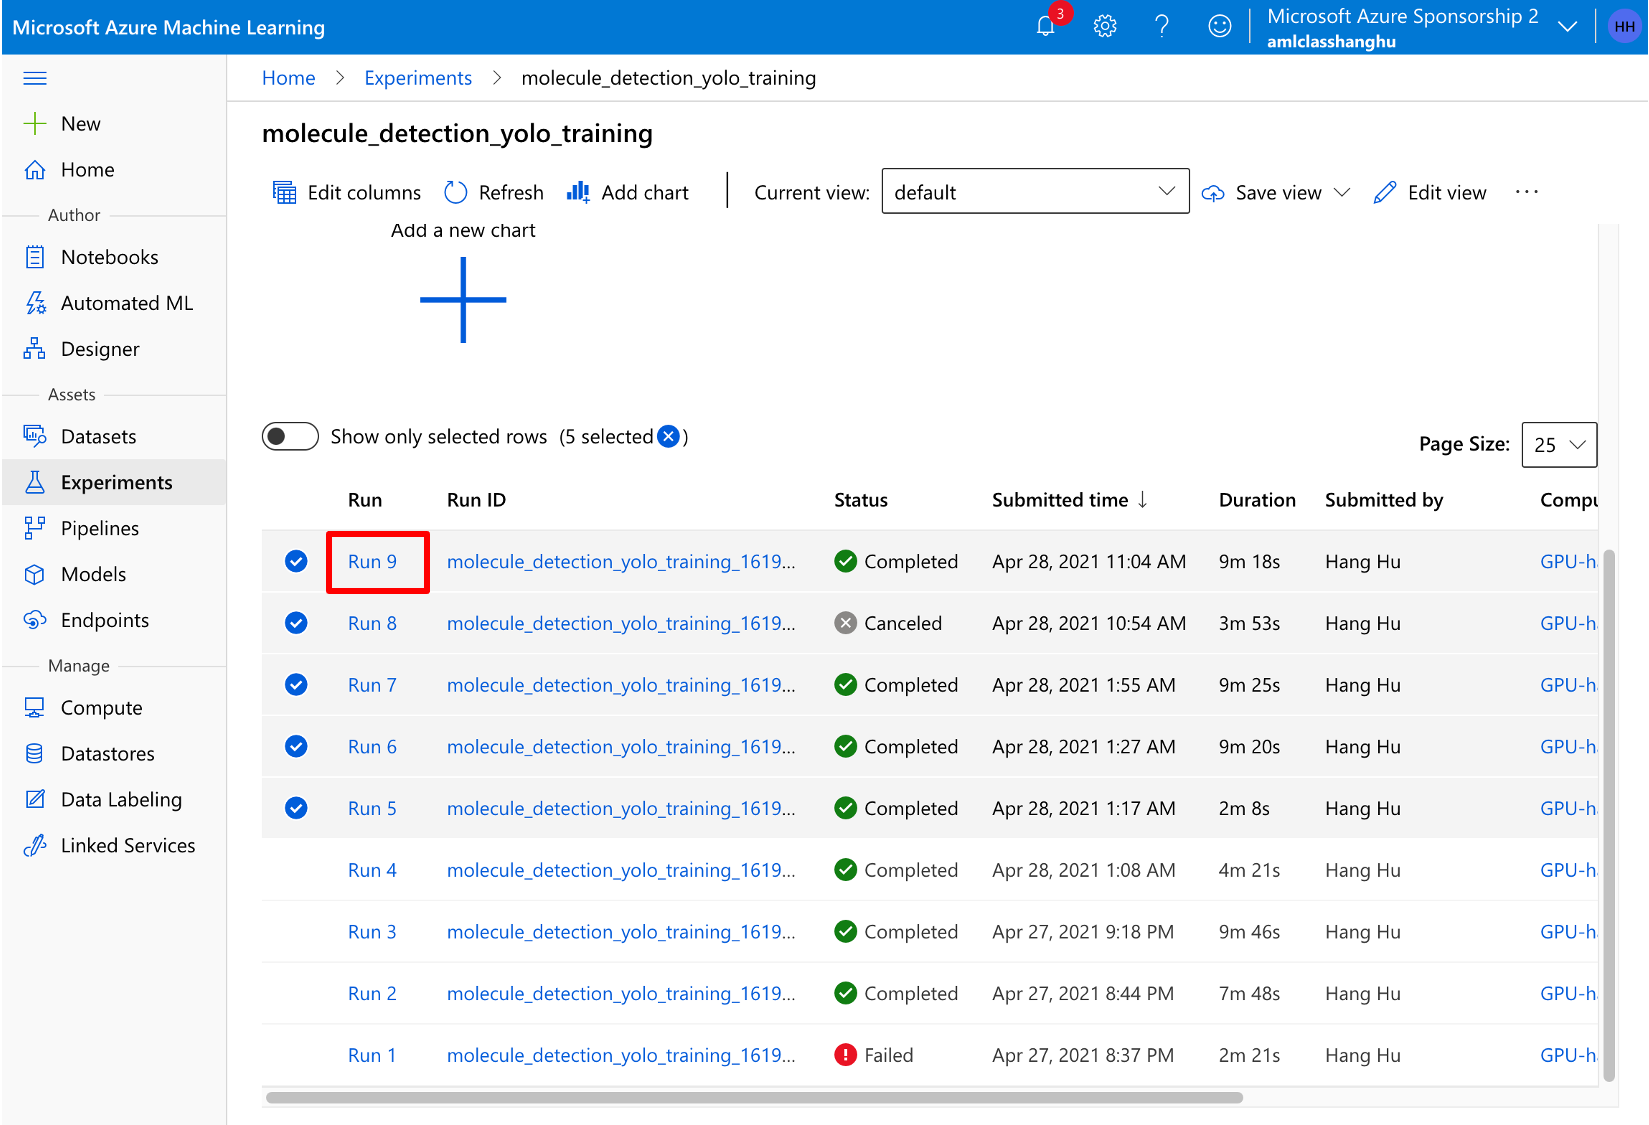 Microsoft Azure Machine Learning
3
Microsoft Azure Sponsorship 2
amlclasshanghu
HH
Home > Experiments > molecule_detection_yolo_training
New
Home
Author
Notebooks
Automated ML
Designer
Assets
Datasets
Experiments
Pipelines
Models
Endpoints
Manage
Compute
Datastores
Data Labeling
Linked Services
molecule_detection_yolo_training
Edit columns Refresh Add chart Current view: default Save view Edit view ...
Add a new chart
Show only selected rows (5 selected )
Page Size: 25
Run Run ID Status Submitted time ↓ Duration Submitted by Compu
Run 9 molecule_detection_yolo_training_1619... Completed Apr 28, 2021 11:04 AM 9m 18s Hang Hu GPU-ha
Run 8 molecule_detection_yolo_training_1619... Canceled Apr 28, 2021 10:54 AM 3m 53s Hang Hu GPU-ha
Run 7 molecule_detection_yolo_training_1619... Completed Apr 28, 2021 1:55 AM 9m 25s Hang Hu GPU-ha
Run 6 molecule_detection_yolo_training_1619... Completed Apr 28, 2021 1:27 AM 9m 20s Hang Hu GPU-ha
Run 5 molecule_detection_yolo_training_1619... Completed Apr 28, 2021 1:17 AM 2m 8s Hang Hu GPU-ha
Run 4 molecule_detection_yolo_training_1619... Completed Apr 28, 2021 1:08 AM 4m 21s Hang Hu GPU-ha
Run 3 molecule_detection_yolo_training_1619... Completed Apr 27, 2021 9:18 PM 9m 46s Hang Hu GPU-ha
Run 2 molecule_detection_yolo_training_1619... Completed Apr 27, 2021 8:44 PM 7m 48s Hang Hu GPU-ha
Run 1 molecule_detection_yolo_training_1619... Failed Apr 27, 2021 8:37 PM 2m 21s Hang Hu GPU-ha